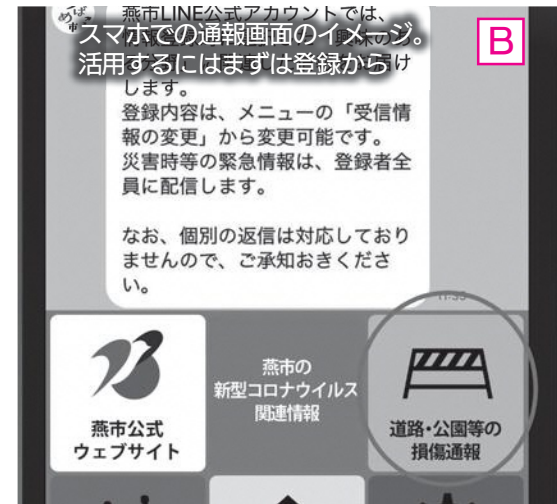 燕市LINE公式アカウントでは、
スマホでの通報画面のイメージ。
活用するにはまずは登録から
B
します。
登録内容は、メニューの「受信情
報の変更」から変更可能です。
災害時等の緊急情報は、登録者全
員に配信します。
なお、個別の返信は対応しており
ませんので、ご承知おきくださ
い。
燕市公式
ウェブサイト
燕市の
新型コロナウイルス
関連情報
道路・公園等の
損傷通報